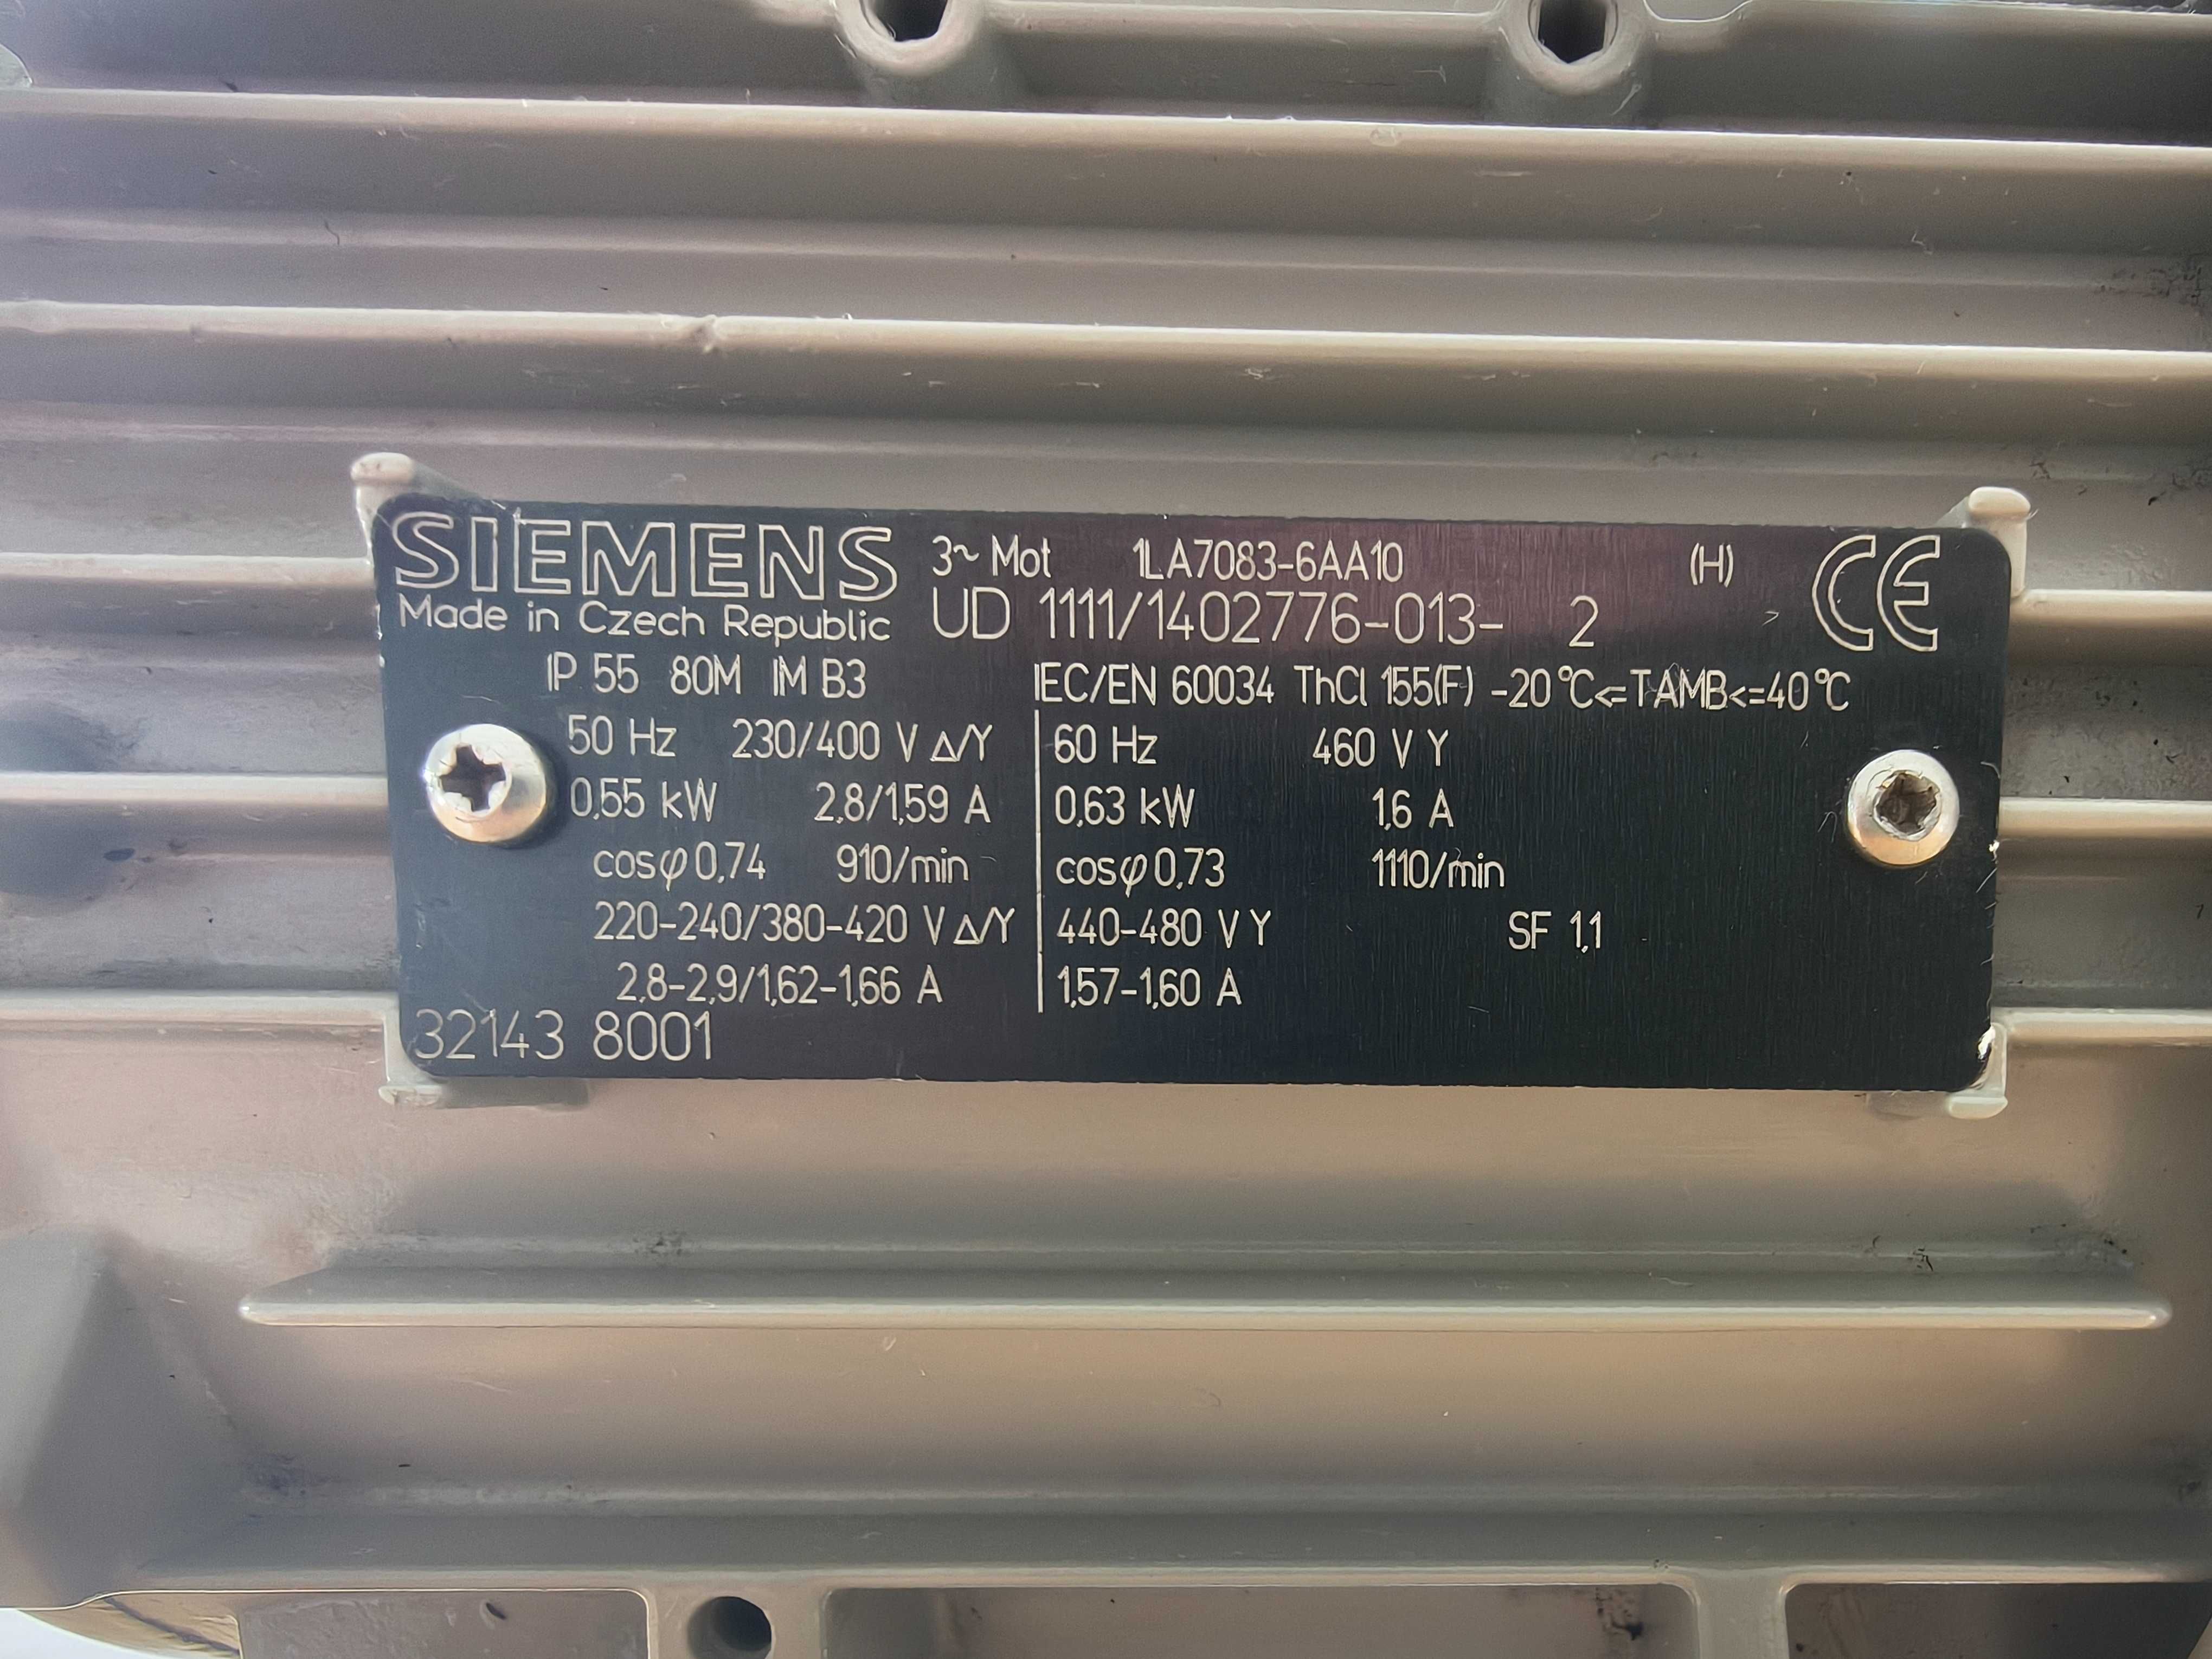 SIEMENS 3~ Mot 1LA7083-6AA10 (H) CE
Made in Czech Republic UD 1111/1402776-013- 2
IP 55 80M IM B3 IEC/EN 60034 ThCl 155(F) -20°C<=TAMB<=40°C
50 Hz 230/400 V Δ/Y 60 Hz 460 V Y
0,55 kW 2,8/1,59 A 0,63 kW 1,6 A
cosφ 0,74 910/min cosφ 0,73 1110/min
220-240/380-420 V Δ/Y 440-480 V Y SF 1,1
2,8-2,9/1,62-1,66 A 1,57-1,60 A
32143 8001